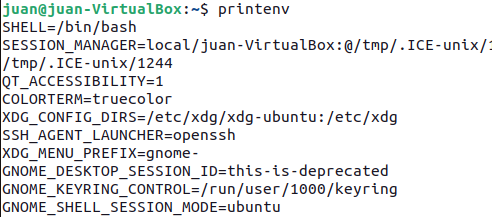 juan@juan-VirtualBox:~$ printenv
SHELL=/bin/bash
SESSION_MANAGER=local/juan-VirtualBox:@/tmp/.ICE-unix/1
/tmp/.ICE-unix/1244
QT_ACCESSIBILITY=1
COLORTERM=truecolor
XDG_CONFIG_DIRS=/etc/xdg/xdg-ubuntu:/etc/xdg
SSH_AGENT_LAUNCHER=openssh
XDG_MENU_PREFIX=gnome-
GNOME_DESKTOP_SESSION_ID=this-is-deprecated
GNOME_KEYRING_CONTROL=/run/user/1000/keyring
GNOME_SHELL_SESSION_MODE=ubuntu